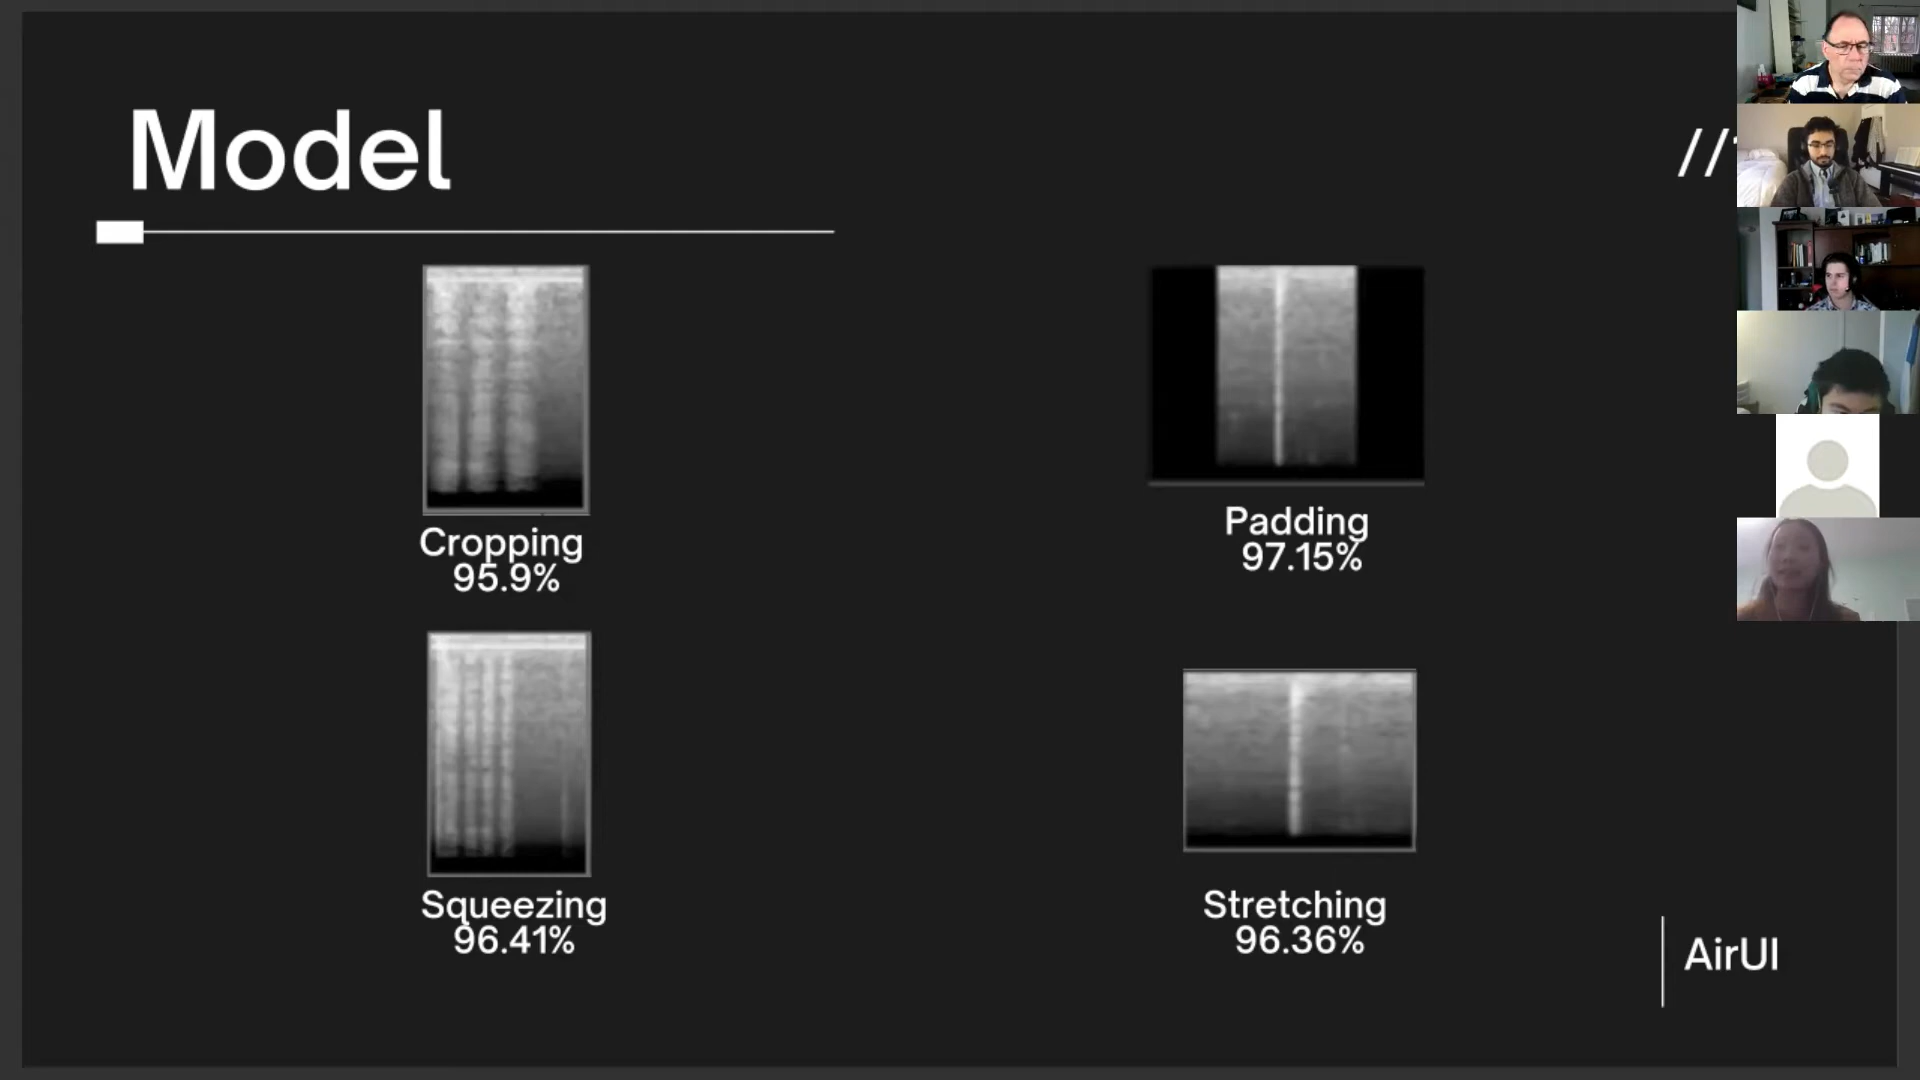 Model
//
Cropping
95.9%
Padding
97.15%
Squeezing
96.41%
Stretching
96.36%
AirUI